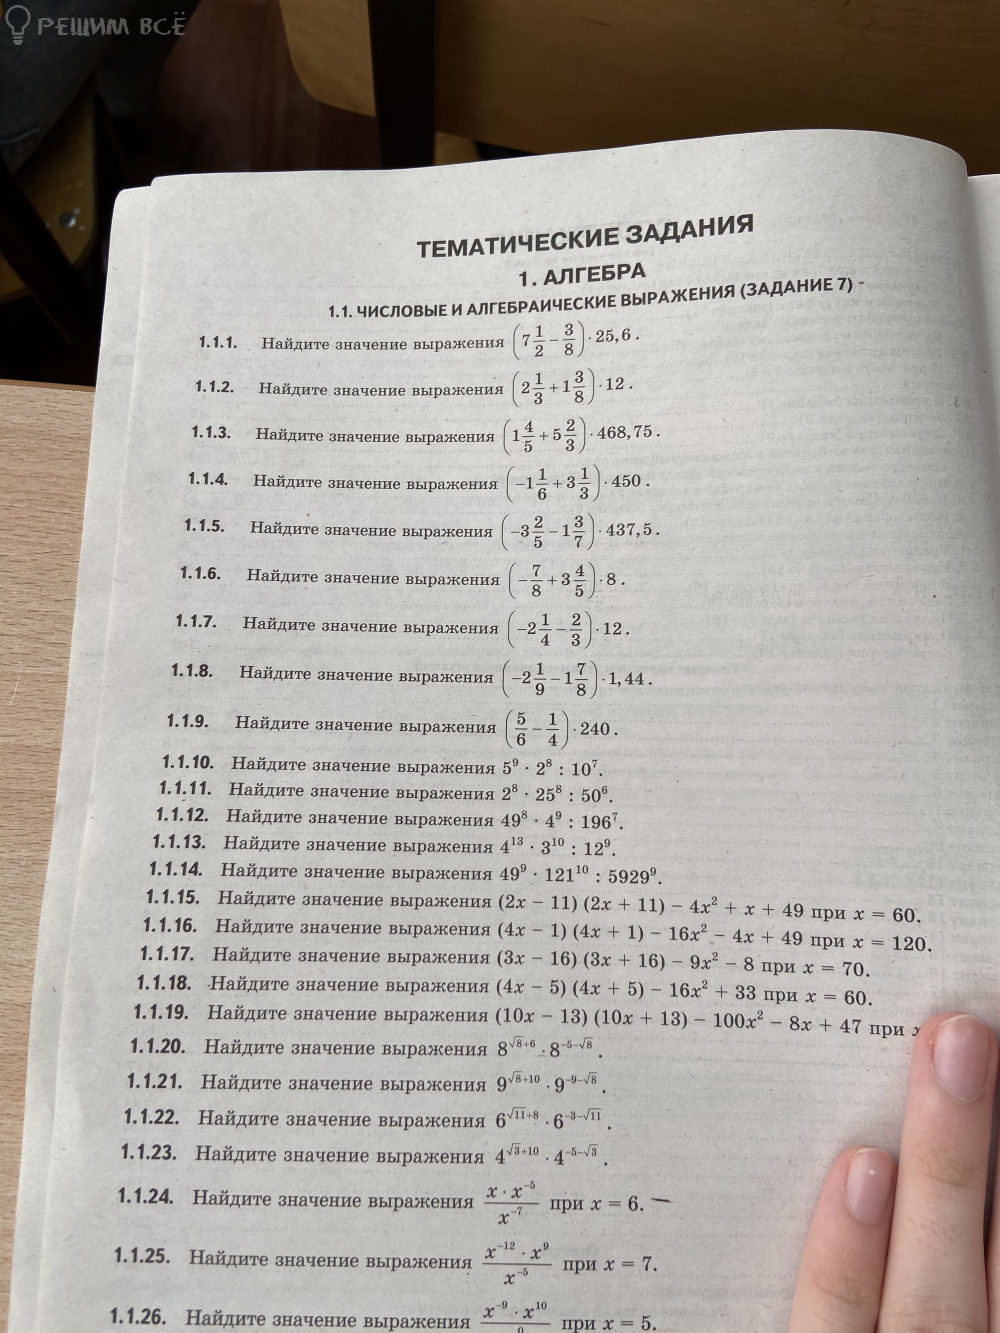 РЕШИМ ВСЁ
ТЕМАТИЧЕСКИЕ ЗАДАНИЯ
1. АЛГЕБРА
1.1. ЧИСЛОВЫЕ И АЛГЕБРАИЧЕСКИЕ ВЫРАЖЕНИЯ (ЗАДАНИЕ 7)
1.1.1. Найдите значение выражения (7 1/2 − 3/8) · 25,6.
1.1.2. Найдите значение выражения (2 1/3 + 1 3/8) · 12.
1.1.3. Найдите значение выражения (1 4/5 + 5 2/3) · 468,75.
1.1.4. Найдите значение выражения (−1 1/6 + 3 1/3) · 450.
1.1.5. Найдите значение выражения (−3 2/5 − 1 3/7) · 437,5.
1.1.6. Найдите значение выражения (−7/8 + 3 4/5) · 8.
1.1.7. Найдите значение выражения (−2 1/4 − 2/3) · 12.
1.1.8. Найдите значение выражения (−2 1/9 − 1 7/8) · 1,44.
1.1.9. Найдите значение выражения (5/6 − 1/4) · 240.
1.1.10. Найдите значение выражения 5⁹ · 2⁸ : 10⁷.
1.1.11. Найдите значение выражения 2⁸ · 25⁸ : 50⁶.
1.1.12. Найдите значение выражения 49⁸ · 4⁹ : 196⁷.
1.1.13. Найдите значение выражения 4¹³ · 3¹⁰ : 12⁹.
1.1.14. Найдите значение выражения 49⁹ · 121¹⁰ : 5929⁹.
1.1.15. Найдите значение выражения (2x − 11) (2x + 11) − 4x² + x + 49 при x = 60.
1.1.16. Найдите значение выражения (4x − 1) (4x + 1) − 16x² − 4x + 49 при x = 120.
1.1.17. Найдите значение выражения (3x − 16) (3x + 16) − 9x² − 8 при x = 70.
1.1.18. Найдите значение выражения (4x − 5) (4x + 5) − 16x² + 33 при x = 60.
1.1.19. Найдите значение выражения (10x − 13) (10x + 13) − 100x² − 8x + 47 при x
1.1.20. Найдите значение выражения 8^(√8+6) · 8^(−5−√8).
1.1.21. Найдите значение выражения 9^(√8+10) · 9^(−9−√8).
1.1.22. Найдите значение выражения 6^(√11+8) · 6^(−3−√11).
1.1.23. Найдите значение выражения 4^(√3+10) · 4^(−5−√3).
1.1.24. Найдите значение выражения (x · x⁻⁵)/x⁻⁷ при x = 6.
1.1.25. Найдите значение выражения (x⁻¹² · x⁹)/x⁻⁵ при x = 7.
1.1.26. Найдите значение выражения x⁻⁹ · x¹⁰ при x = 5.